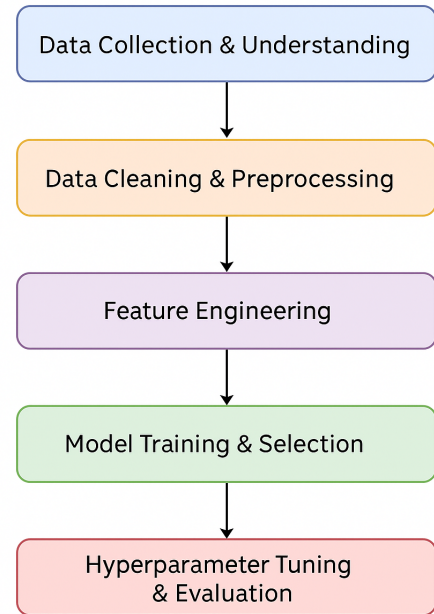 Data Collection & Understanding
Data Cleaning & Preprocessing
Feature Engineering
Model Training & Selection
Hyperparameter Tuning
& Evaluation